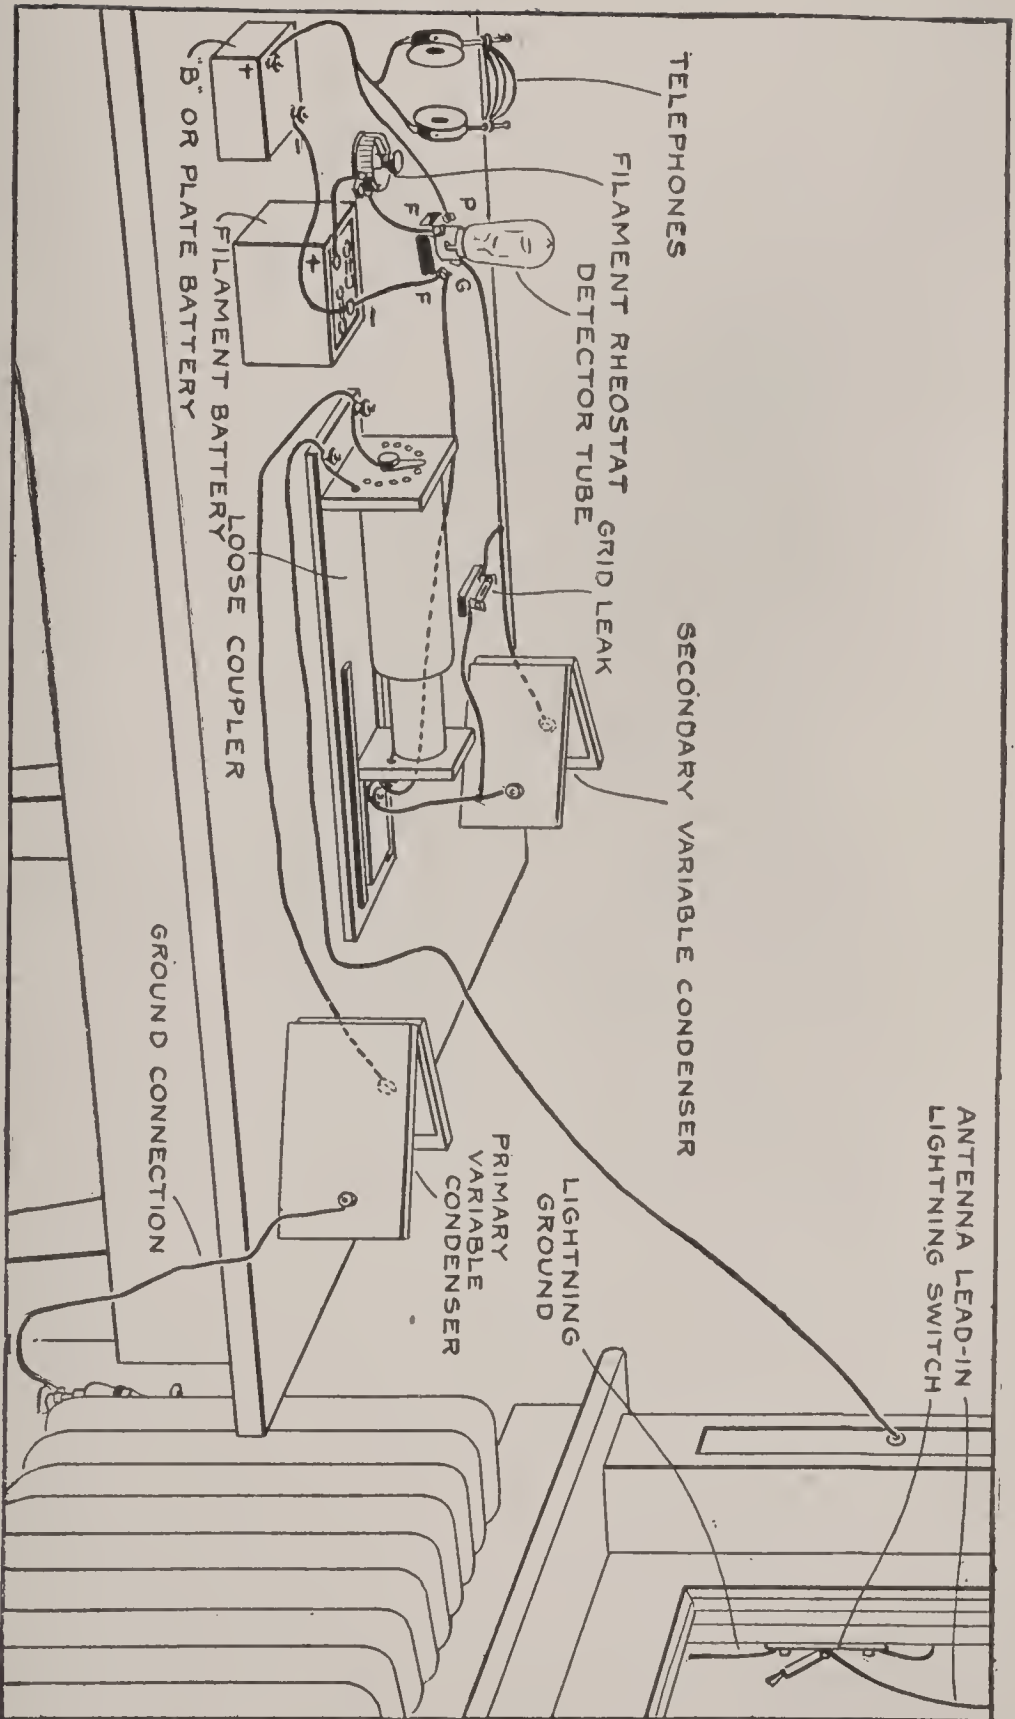 ANTENNA LEAD-IN
LIGHTNING SWITCH
TELEPHONES
SECONDARY VARIABLE CONDENSER
FILAMENT RHEOSTAT
DETECTOR TUBE
GRID LEAK
LIGHTNING
GROUND
PRIMARY
VARIABLE
CONDENSER
P
F
G
F
+
−
+
−
"B" OR PLATE BATTERY
FILAMENT BATTERY
LOOSE COUPLER
GROUND CONNECTION